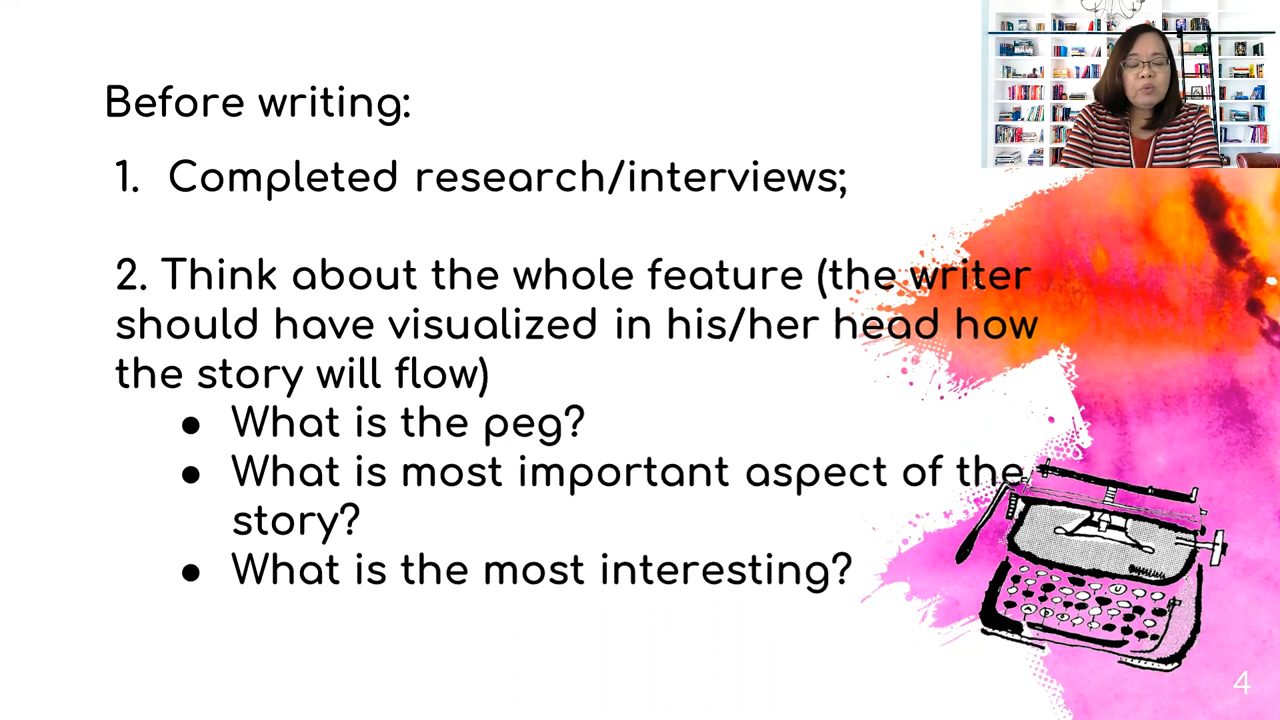 Before writing:
1. Completed research/interviews;
2. Think about the whole feature (the writer
should have visualized in his/her head how
the story will flow)
● What is the peg?
● What is most important aspect of the
story?
● What is the most interesting?
4